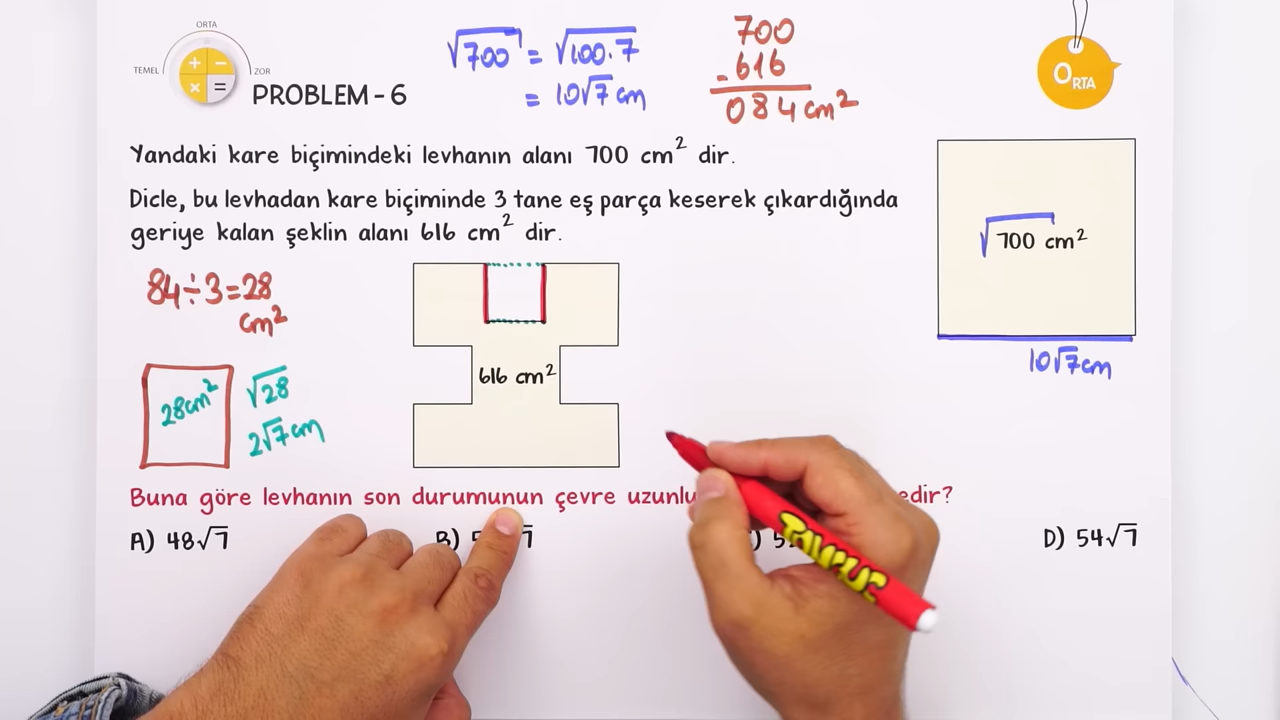 ORTA
TEMEL
ZOR
+ −
× =
PROBLEM - 6
√700 = √100.7
= 10√7 cm
700
- 616
084 cm²
ORTA
Yandaki kare biçimindeki levhanın alanı 700 cm² dir.
Dicle, bu levhadan kare biçiminde 3 tane eş parça keserek çıkardığında
geriye kalan şeklin alanı 616 cm² dir.
√700 cm²
10√7 cm
84÷3=28
cm²
28cm²
√28
2√7 cm
616 cm²
Buna göre levhanın son durumunun çevre
A) 48√7
B)
D) 54√7